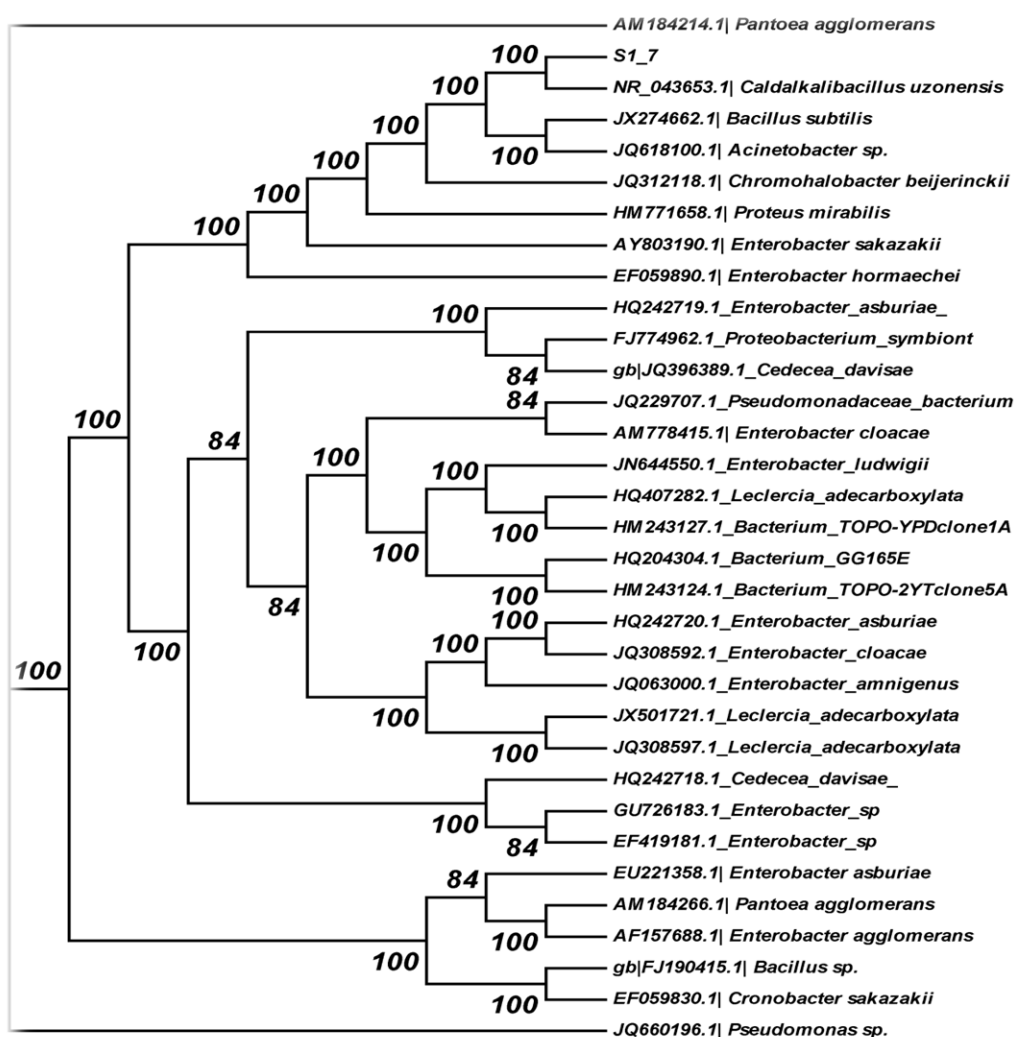 AM184214.1| Pantoea agglomerans
100 S1_7
100 NR_043653.1| Caldalkalibacillus uzonensis
100 JX274662.1| Bacillus subtilis
100 100 JQ618100.1| Acinetobacter sp.
100 JQ312118.1| Chromohalobacter beijerinckii
100 HM771658.1| Proteus mirabilis
AY803190.1| Enterobacter sakazakii
EF059890.1| Enterobacter hormaechei
100 HQ242719.1_Enterobacter_asburiae_
FJ774962.1_Proteobacterium_symbiont
84 gb|JQ396389.1_Cedecea_davisae
100 84 JQ229707.1_Pseudomonadaceae_bacterium
84 AM778415.1| Enterobacter cloacae
100 100 JN644550.1_Enterobacter_ludwigii
HQ407282.1_Leclercia_adecarboxylata
100 HM243127.1_Bacterium_TOPO-YPDclone1A
100 HQ204304.1_Bacterium_GG165E
100 HM243124.1_Bacterium_TOPO-2YTclone5A
84 100 HQ242720.1_Enterobacter_asburiae
100 100 JQ308592.1_Enterobacter_cloacae
100 JQ063000.1_Enterobacter_amnigenus
100 JX501721.1_Leclercia_adecarboxylata
100 JQ308597.1_Leclercia_adecarboxylata
HQ242718.1_Cedecea_davisae_
100 GU726183.1_Enterobacter_sp
84 EF419181.1_Enterobacter_sp
84 EU221358.1| Enterobacter asburiae
AM184266.1| Pantoea agglomerans
100 AF157688.1| Enterobacter agglomerans
100 gb|FJ190415.1| Bacillus sp.
100 EF059830.1| Cronobacter sakazakii
JQ660196.1| Pseudomonas sp.